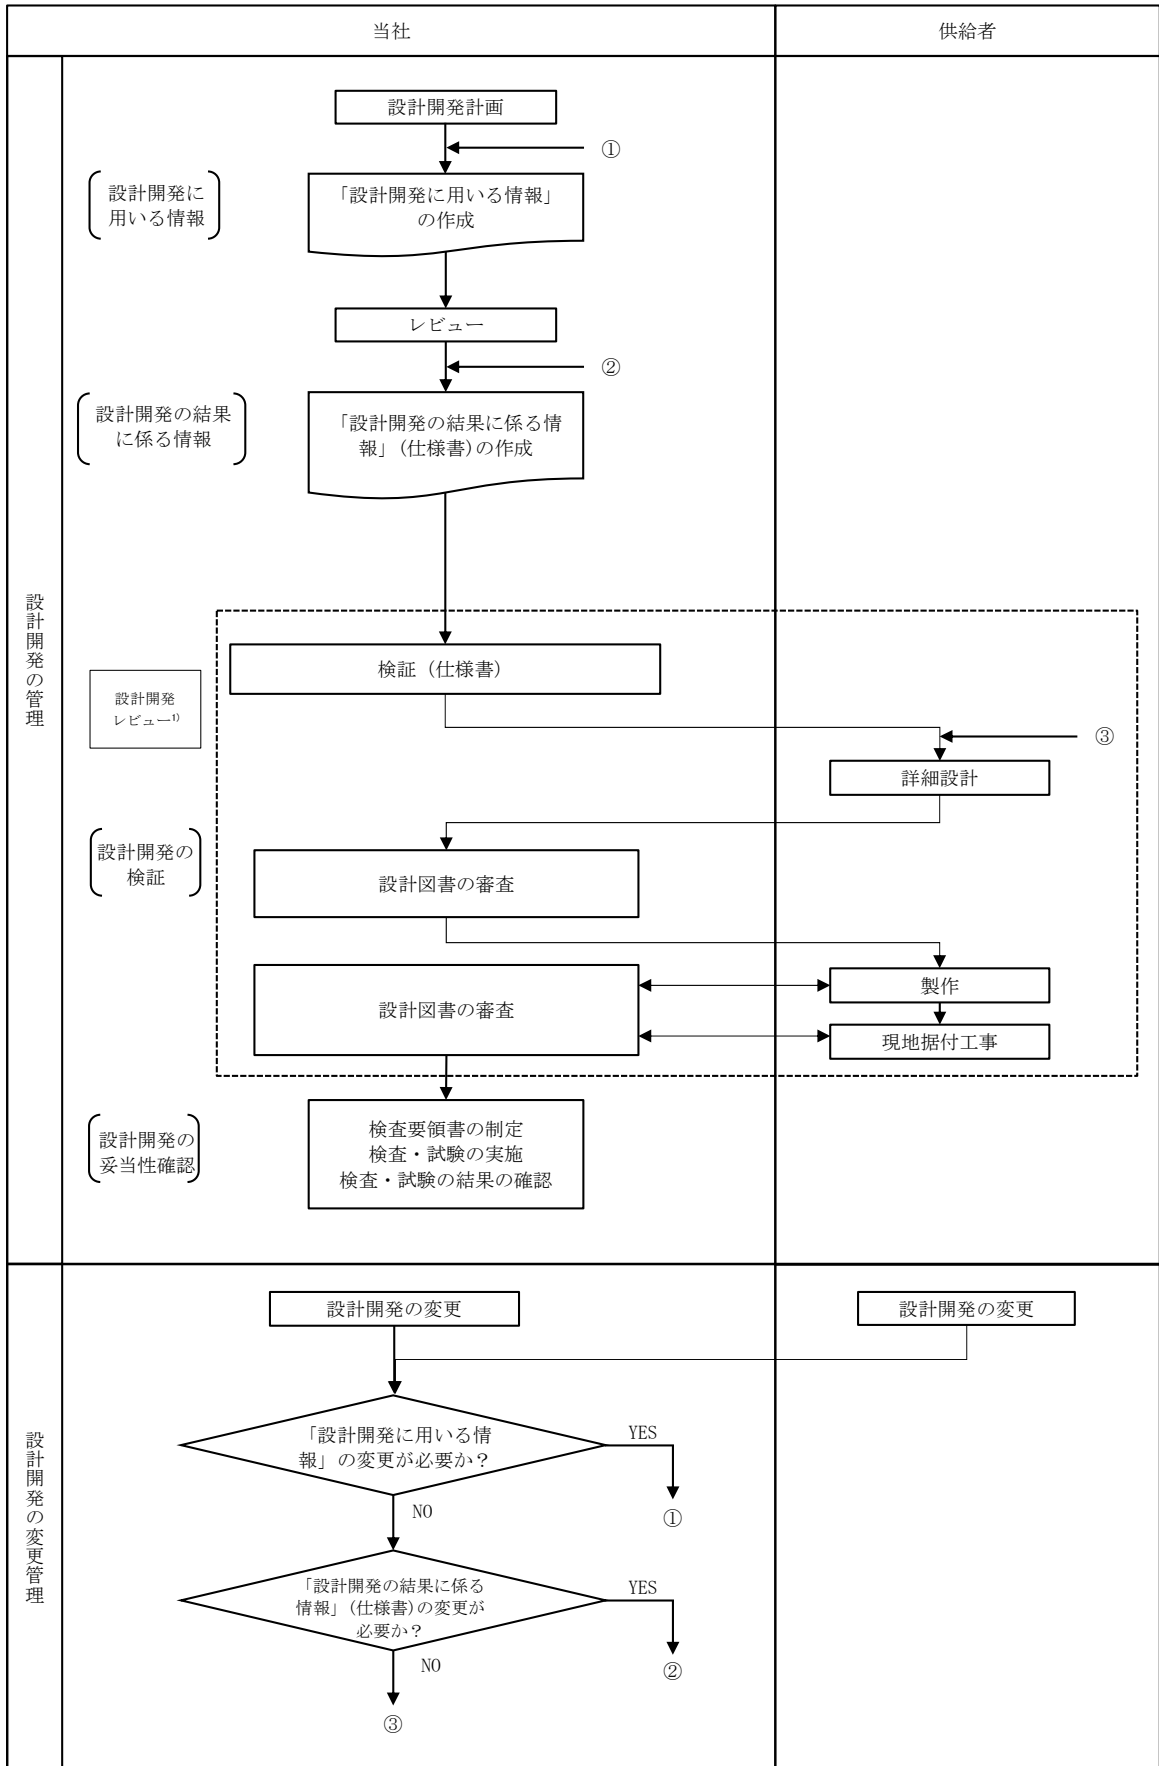 当社
供給者
設計開発の管理
設計開発計画
①
設計開発に
用いる情報
「設計開発に用いる情報」
の作成
レビュー
②
設計開発の結果
に係る情報
「設計開発の結果に係る情
報」(仕様書)の作成
検証（仕様書）
設計開発
レビュー¹⁾
③
詳細設計
設計開発の
検証
設計図書の審査
設計図書の審査
製作
現地据付工事
設計開発の
妥当性確認
検査要領書の制定
検査・試験の実施
検査・試験の結果の確認
設計開発の変更管理
設計開発の変更
設計開発の変更
「設計開発に用いる情
報」の変更が必要か？
YES
①
NO
「設計開発の結果に係る
情報」(仕様書)の変更が
必要か？
YES
②
NO
③